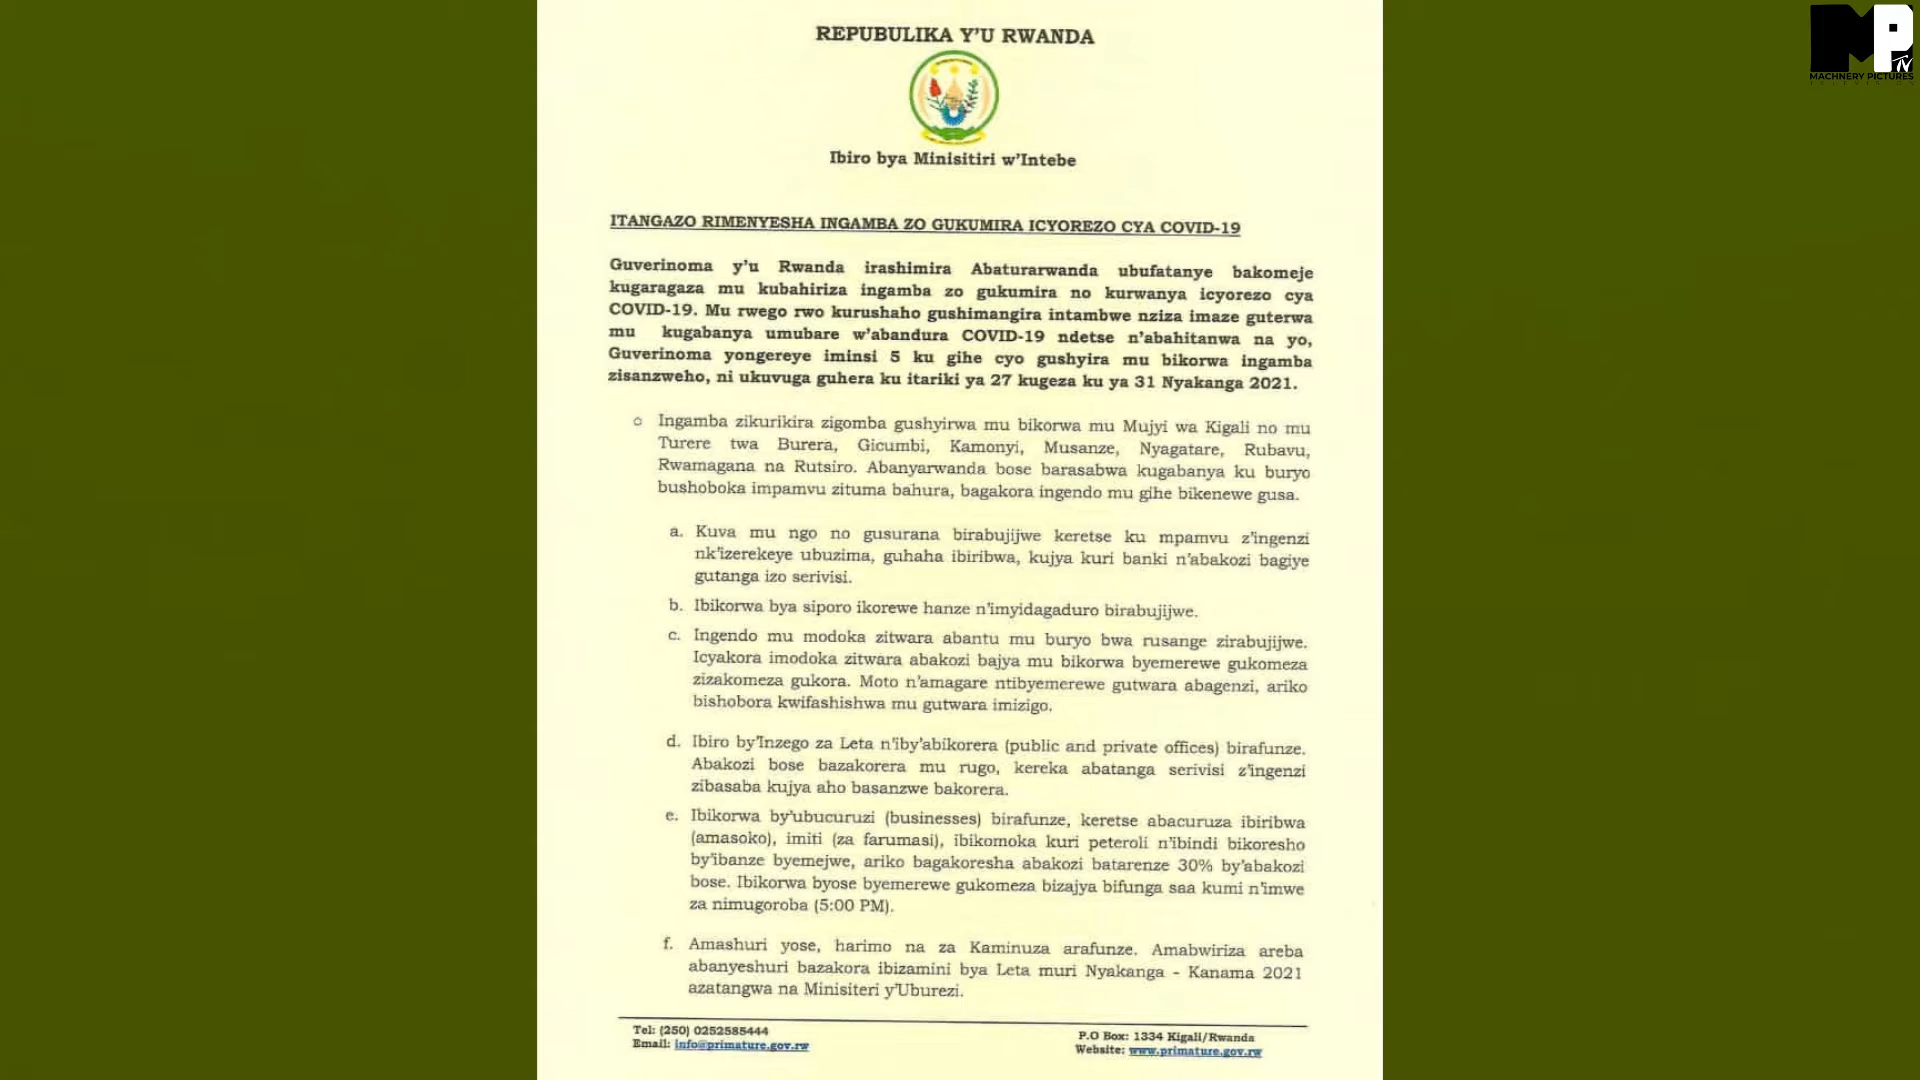 REPUBULIKA Y'U RWANDA
Ibiro bya Minisitiri w'Intebe
ITANGAZO RIMENYESHA INGAMBA ZO GUKUMIRA ICYOREZO CYA COVID-19
Guverinoma y'u Rwanda irashimira Abaturarwanda ubufatanye bakomeje
kugaragaza mu kubahiriza ingamba zo gukumira no kurwanya icyorezo cya
COVID-19. Mu rwego rwo kurushaho gushimangira intambwe nziza imaze guterwa
mu kugabanya umubare w'abandura COVID-19 ndetse n'abahitanwa na yo,
Guverinoma yongereye iminsi 5 ku gihe cyo gushyira mu bikorwa ingamba
zisanzweho, ni ukuvuga guhera ku itariki ya 27 kugeza ku ya 31 Nyakanga 2021.
o Ingamba zikurikira zigomba gushyirwa mu bikorwa mu Mujyi wa Kigali no mu
Turere twa Burera, Gicumbi, Kamonyi, Musanze, Nyagatare, Rubavu,
Rwamagana na Rutsiro. Abanyarwanda bose barasabwa kugabanya ku buryo
bushoboka impamvu zituma bahura, bagakora ingendo mu gihe bikenewe gusa.
a. Kuva mu ngo no gusurana birabujijwe keretse ku mpamvu z'ingenzi
nk'izerekeye ubuzima, guhaha ibiribwa, kujya kuri banki n'abakozi bagiye
gutanga izo serivisi.
b. Ibikorwa bya siporo ikorewe hanze n'imyidagaduro birabujijwe.
c. Ingendo mu modoka zitwara abantu mu buryo bwa rusange zirabujijwe.
Icyakora imodoka zitwara abakozi bajya mu bikorwa byemerewe gukomeza
zizakomeza gukora. Moto n'amagare ntibyemerewe gutwara abagenzi, ariko
bishobora kwifashishwa mu gutwara imizigo.
d. Ibiro by'Inzego za Leta n'iby'abikorera (public and private offices) birafunze.
Abakozi bose bazakorera mu rugo, kereka abatanga serivisi z'ingenzi
zibasaba kujya aho basanzwe bakorera.
e. Ibikorwa by'ubucuruzi (businesses) birafunze, keretse abacuruza ibiribwa
(amasoko), imiti (za farumasi), ibikomoka kuri peteroli n'ibindi bikoresho
by'ibanze byemejwe, ariko bagakoresha abakozi batarenze 30% by'abakozi
bose. Ibikorwa byose byemerewe gukomeza bizajya bifunga saa kumi n'imwe
za nimugoroba (5:00 PM).
f. Amashuri yose, harimo na za Kaminuza arafunze. Amabwiriza areba
abanyeshuri bazakora ibizamini bya Leta muri Nyakanga - Kanama 2021
azatangwa na Minisiteri y'Uburezi.
Tel: (250) 0252585444
Email: info@primature.gov.rw
P.O Box: 1334 Kigali/Rwanda
Website: www.primature.gov.rw
MP TV
MACHNERY PICTURES